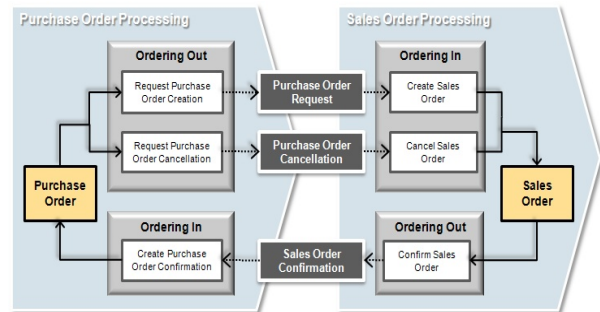 Purchase Order Processing
Sales Order Processing
Ordering Out
Request Purchase
Order Creation
Request Purchase
Order Cancellation
Purchase Order
Request
Purchase Order
Cancellation
Ordering In
Create Sales
Order
Cancel Sales
Order
Purchase
Order
Sales
Order
Ordering In
Create Purchase
Order Confirmation
Sales Order
Confirmation
Ordering Out
Confirm Sales
Order